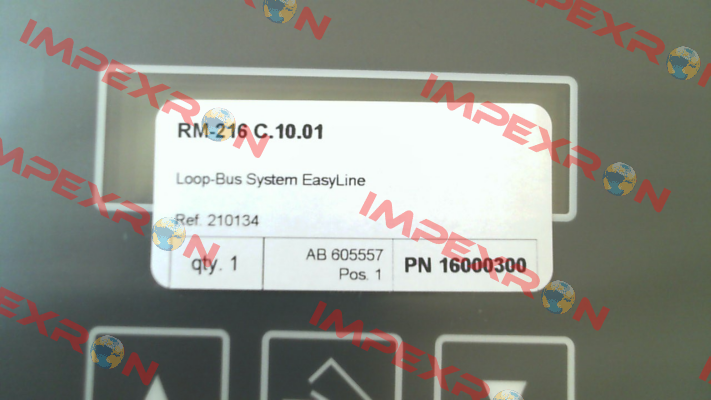 RM-216 C.10.01
Loop-Bus System EasyLine
Ref. 210134
qty. 1
AB 605557
Pos. 1
PN 16000300
IMPEXRON
IMPEXRON
IMPEXRON
IMPEXRON
IMPEXRON
IMPEXRON